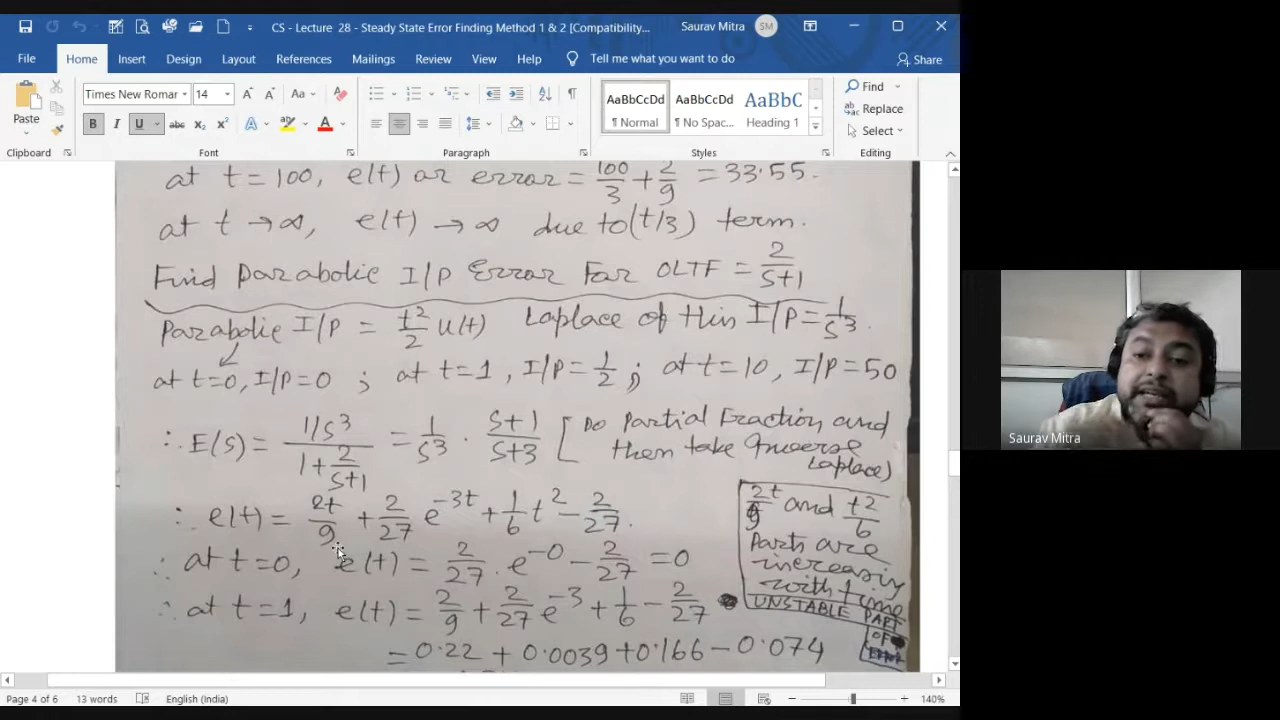 CS - Lecture 28 - Steady State Error Finding Method 1 & 2 [Compatibility...
Saurav Mitra
SM
File Home Insert Design Layout References Mailings Review View Help Tell me what you want to do Share
Paste
Clipboard
Times New Romar 14
Aa
B I U abc x₂ x²
Font
Paragraph
AaBbCcDd AaBbCcDd AaBbC
¶ Normal ¶ No Spac... Heading 1
Styles
Find
Replace
Select
Editing
at t=100, e(t) or error = 100/3 + 2/9 = 33.55.
at t→∞, e(t) → ∞ due to (t/3) term.
Find Parabolic I/P Error For OLTF = 2/(s+1)
Parabolic I/P = t²/2 u(t) Laplace of this I/P = 1/s³.
at t=0, I/P=0 ; at t=1, I/P=1/2 ; at t=10, I/P=50
∴ E(s) = (1/s³)/(1+2/(s+1)) = 1/s³ · (s+1)/(s+3) [Do Partial Fraction and
then take Inverse
Laplace)
∴ e(t) = 2t/9 + 2/27 e^-3t + 1/6 t² - 2/27.
∴ at t=0, e(t) = 2/27 · e^-0 - 2/27 = 0
∴ at t=1, e(t) = 2/9 + 2/27 e^-3 + 1/6 - 2/27
= 0.22 + 0.0039 + 0.166 - 0.074
2/9 t and t²/6
Parts are
increasing
with time
UNSTABLE PART
OF
ERROR
Saurav Mitra
Page 4 of 6 13 words English (India) 140%